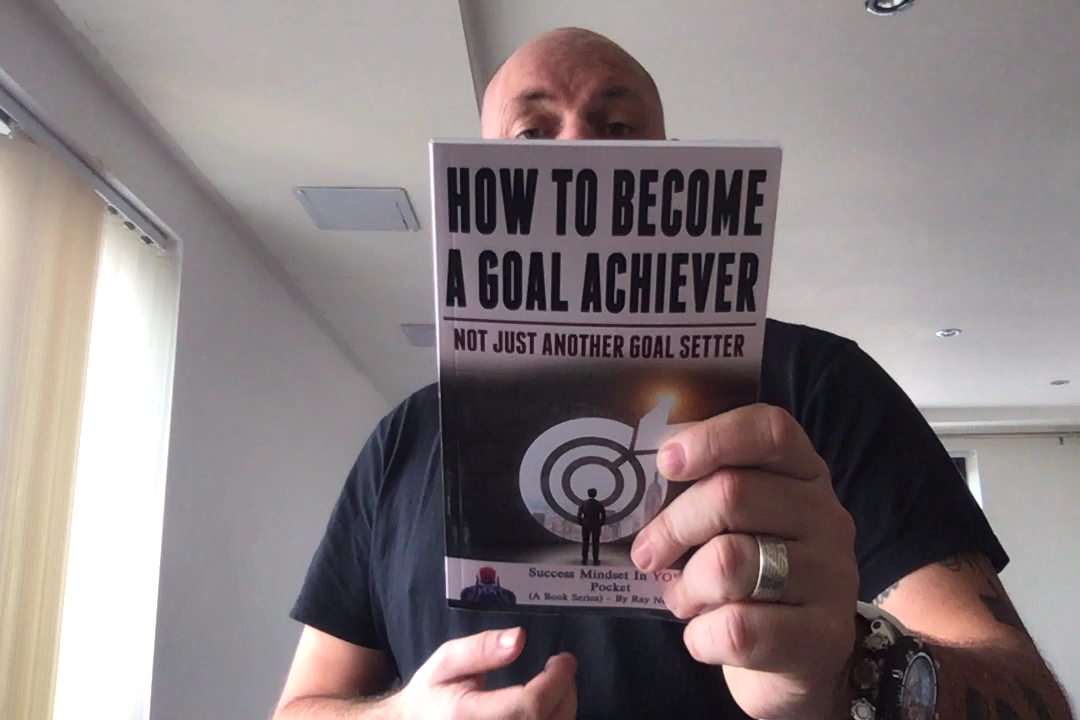 HOW TO BECOME
A GOAL ACHIEVER
NOT JUST ANOTHER GOAL SETTER
Success Mindset In
Pocket
(A Book Series) - By Ray